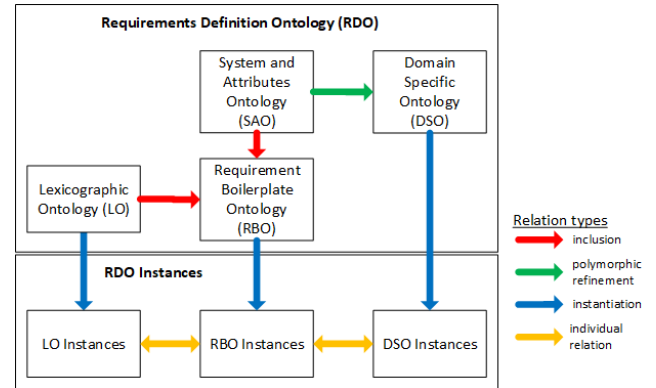 Requirements Definition Ontology (RDO)
System and
Attributes
Ontology
(SAO)
Domain
Specific
Ontology
(DSO)
Lexicographic
Ontology (LO)
Requirement
Boilerplate
Ontology
(RBO)
Relation types
inclusion
polymorphic
refinement
instantiation
individual
relation
RDO Instances
LO Instances
RBO Instances
DSO Instances